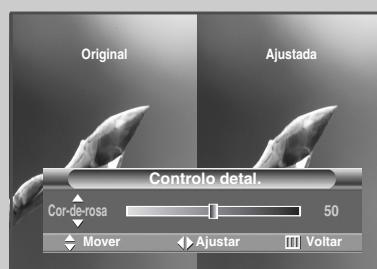 Original Ajustada
Controlo detal.
Cor-de-rosa 50
Mover Ajustar Voltar